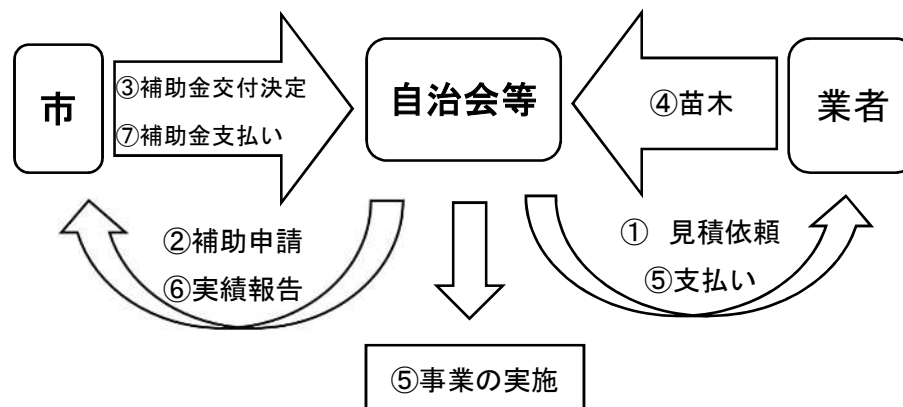 市
③補助金交付決定
⑦補助金支払い
自治会等
④苗木
業者
②補助申請
⑥実績報告
① 見積依頼
⑤支払い
⑤事業の実施